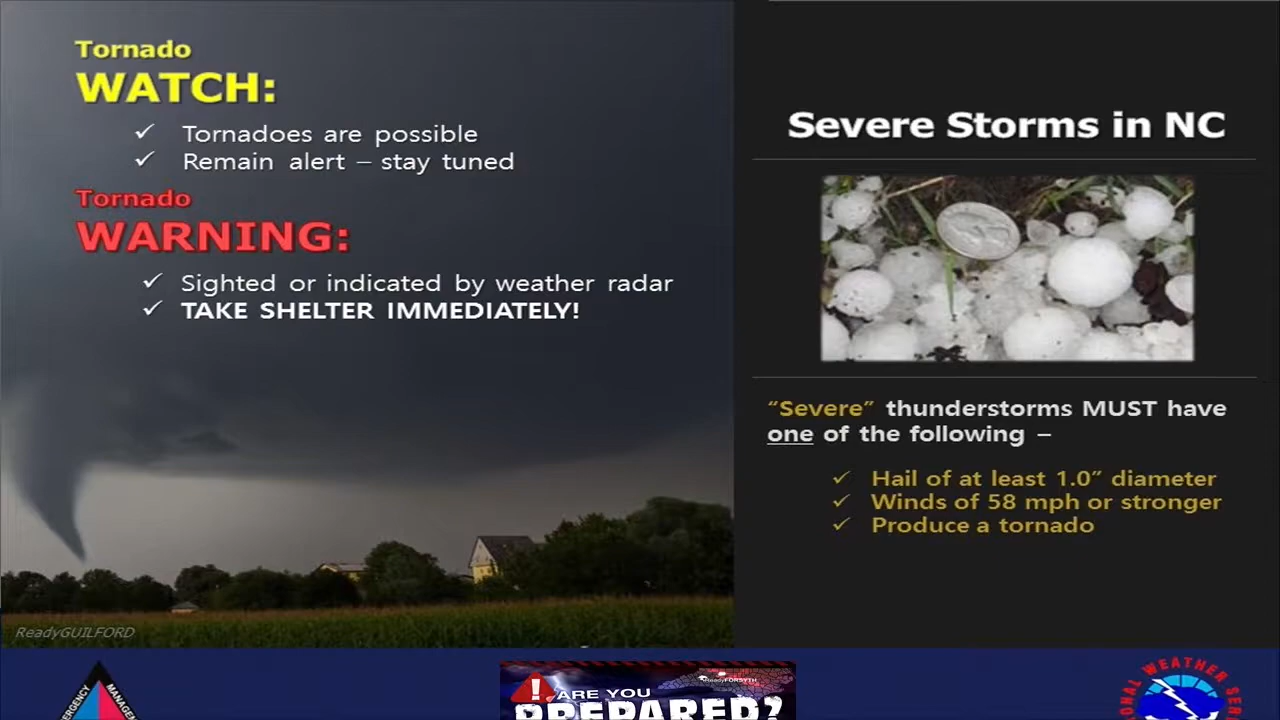 Tornado
WATCH:
✓ Tornadoes are possible
✓ Remain alert – stay tuned
Tornado
WARNING:
✓ Sighted or indicated by weather radar
✓ TAKE SHELTER IMMEDIATELY!
ReadyGUILFORD
Severe Storms in NC
“Severe” thunderstorms MUST have
one of the following –
✓ Hail of at least 1.0” diameter
✓ Winds of 58 mph or stronger
✓ Produce a tornado
ReadyFORSYTH
! ARE YOU
PREPARED?
WEATHER